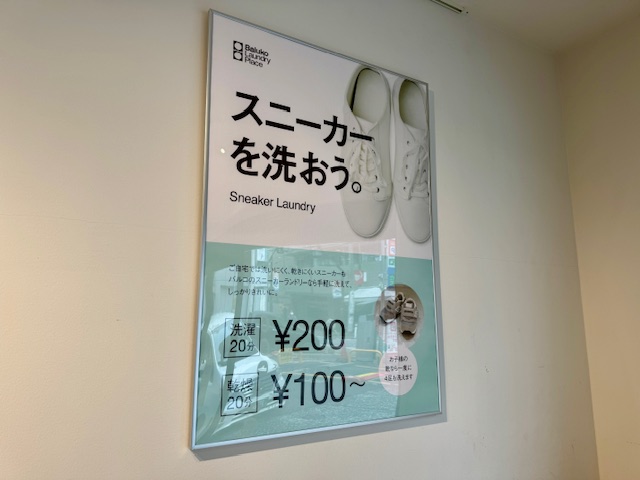 Baluko
Laundry
Place
スニーカー
を洗おう。
Sneaker Laundry
ご自宅では洗いにくく、乾きにくいスニーカーも
バルコのスニーカーランドリーなら手軽に洗えて、
しっかりきれいに。
洗濯
20分
¥200
乾燥
20分
¥100〜
お子様の
靴なら一度に
4足も洗えます